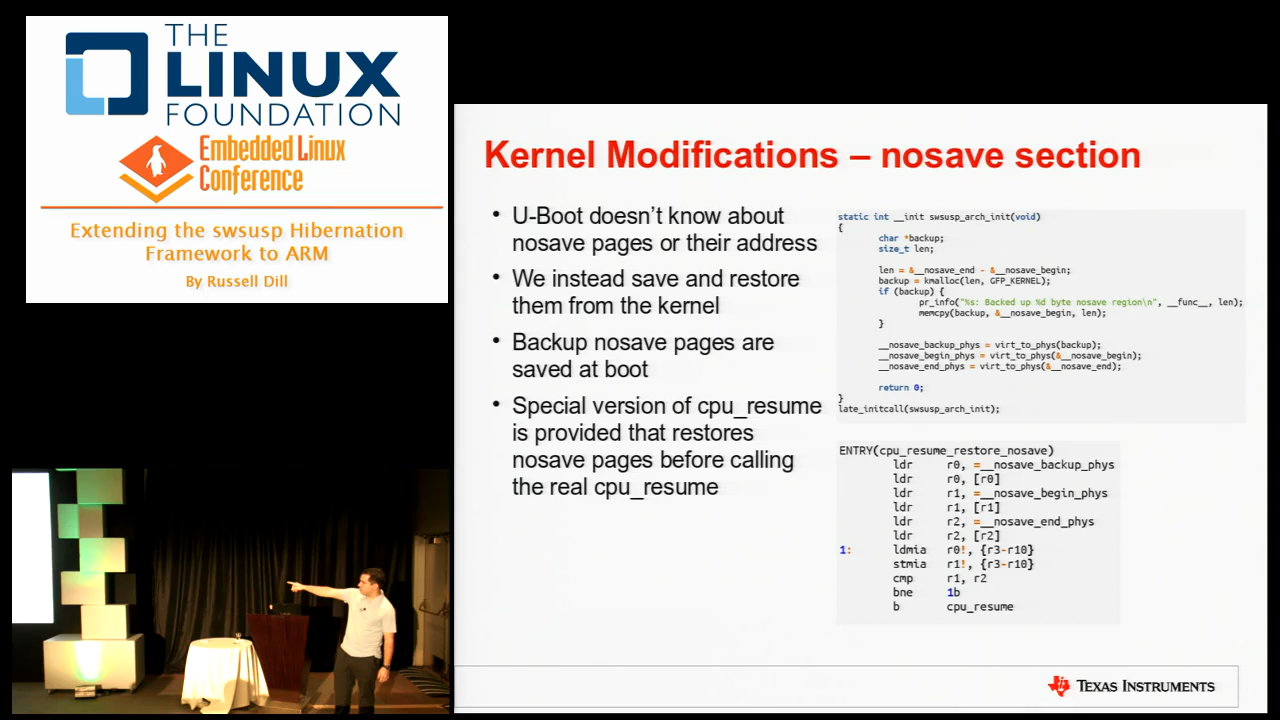 THE
LINUX
FOUNDATION
Embedded Linux
Conference
Extending the swsusp Hibernation
Framework to ARM
By Russell Dill
Kernel Modifications – nosave section
• U-Boot doesn't know about
nosave pages or their address
• We instead save and restore
them from the kernel
• Backup nosave pages are
saved at boot
• Special version of cpu_resume
is provided that restores
nosave pages before calling
the real cpu_resume
static int __init swsusp_arch_init(void)
{
char *backup;
size_t len;
len = &__nosave_end - &__nosave_begin;
backup = kmalloc(len, GFP_KERNEL);
if (backup) {
pr_info("%s: Backed up %d byte nosave region\n", __func__, len);
memcpy(backup, &__nosave_begin, len);
}
__nosave_backup_phys = virt_to_phys(backup);
__nosave_begin_phys = virt_to_phys(&__nosave_begin);
__nosave_end_phys = virt_to_phys(&__nosave_end);
return 0;
}
late_initcall(swsusp_arch_init);
ENTRY(cpu_resume_restore_nosave)
ldr r0, =__nosave_backup_phys
ldr r0, [r0]
ldr r1, =__nosave_begin_phys
ldr r1, [r1]
ldr r2, =__nosave_end_phys
ldr r2, [r2]
1: ldmia r0!, {r3-r10}
stmia r1!, {r3-r10}
cmp r1, r2
bne 1b
b cpu_resume
TEXAS INSTRUMENTS